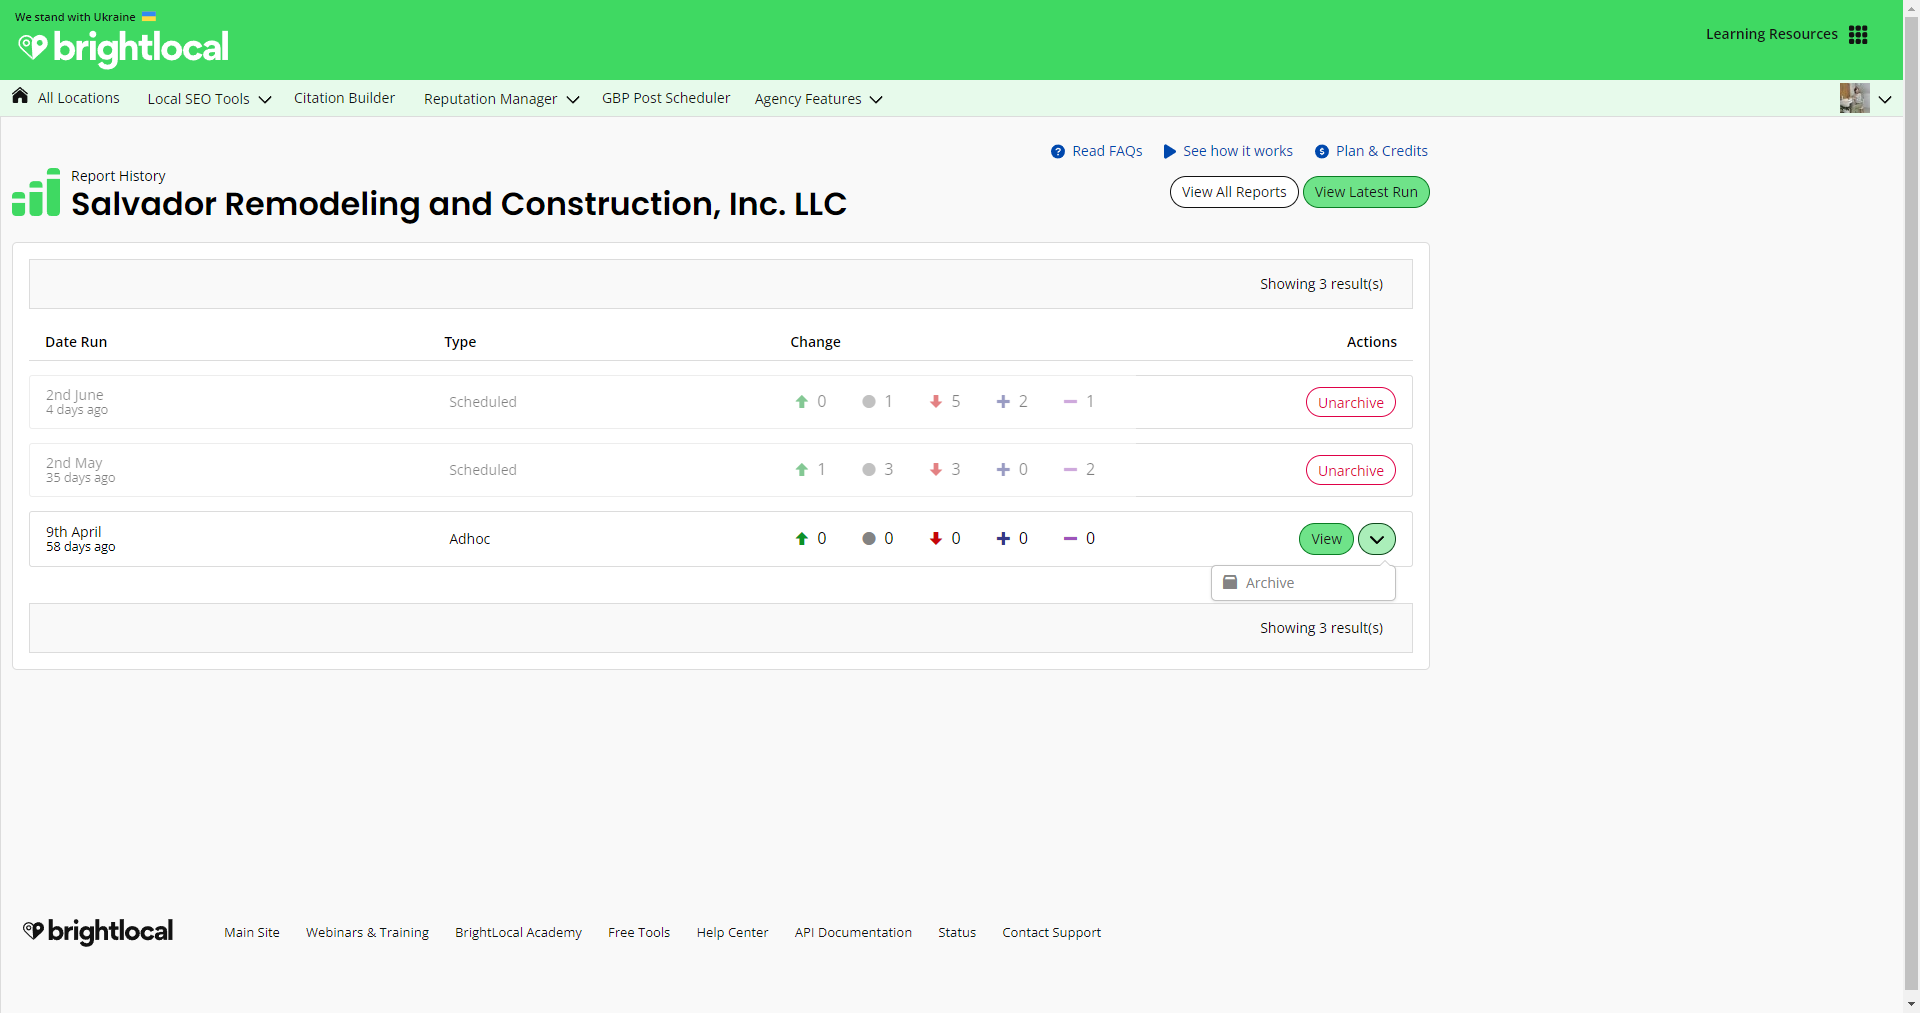 We stand with Ukraine
brightlocal
Learning Resources
All Locations
Local SEO Tools
Citation Builder
Reputation Manager
GBP Post Scheduler
Agency Features
Read FAQs
See how it works
Plan & Credits
Report History
Salvador Remodeling and Construction, Inc. LLC
View All Reports
View Latest Run
Showing 3 result(s)
Date Run Type Change Actions
2nd June
4 days ago
Scheduled 0 1 5 2 1 Unarchive
2nd May
35 days ago
Scheduled 1 3 3 0 2 Unarchive
9th April
58 days ago
Adhoc 0 0 0 0 0 View
Archive
Showing 3 result(s)
brightlocal
Main Site
Webinars & Training
BrightLocal Academy
Free Tools
Help Center
API Documentation
Status
Contact Support